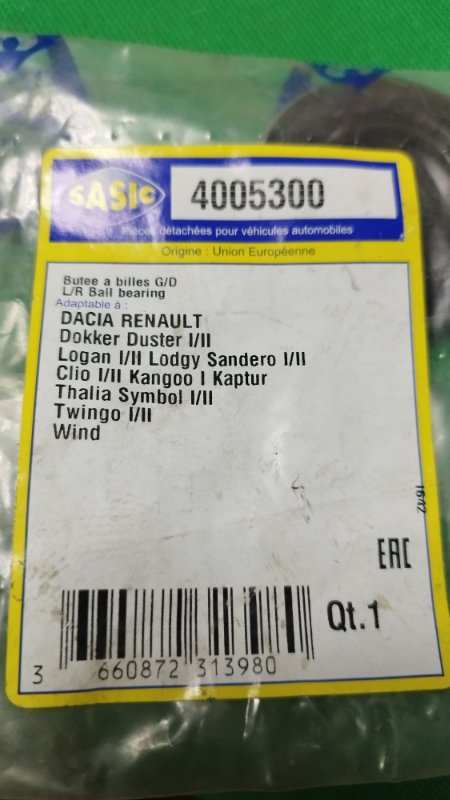 SASIC
4005300
Pièces détachées pour véhicules automobiles
Origine : Union Européenne
Butee a billes G/D
L/R Ball bearing
Adaptable à :
DACIA RENAULT
Dokker Duster I/II
Logan I/II Lodgy Sandero I/II
Clio I/II Kangoo I Kaptur
Thalia Symbol I/II
Twingo I/II
Wind
1642
EAC
Qt.1
3 660872 313980